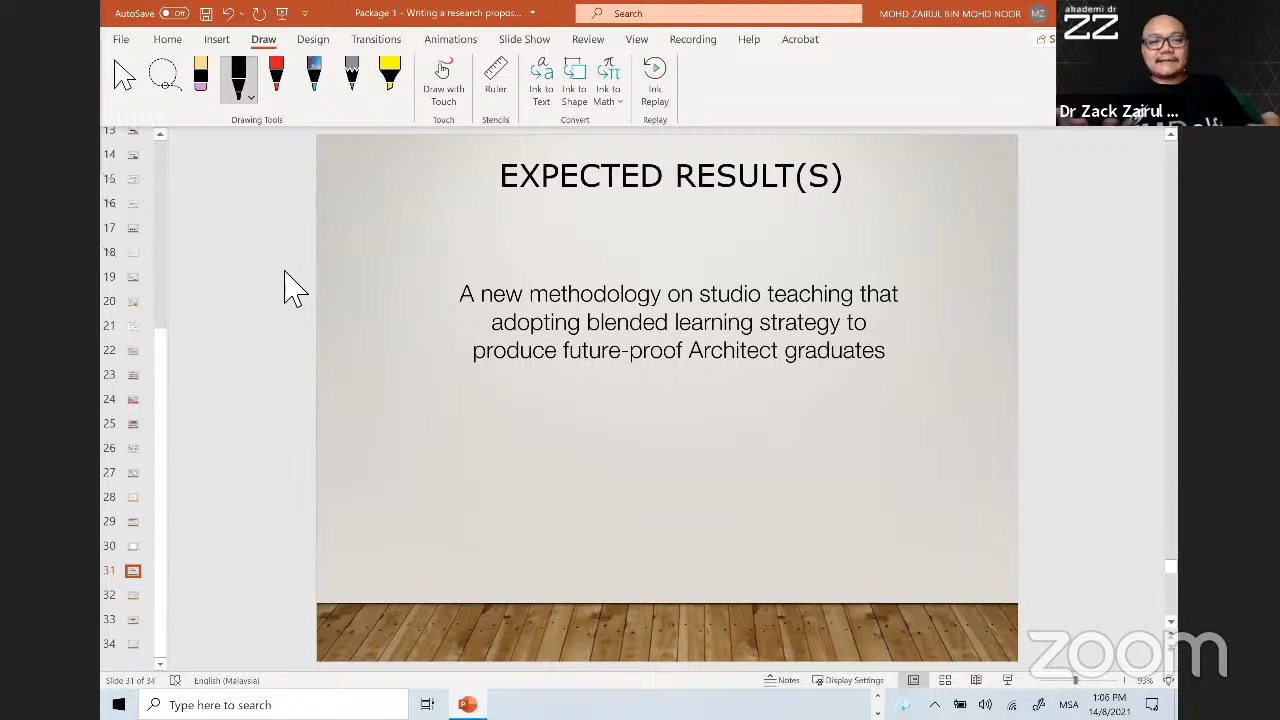 AutoSave Off
Package 1 - Writing a research propos...
Search
MOHD ZAIRUL BIN MOHD NOOR MZ
akademi dr
ZZ
File Home Insert Draw Design Animations Slide Show Review View Recording Help Acrobat
Draw with Touch
Ruler
Ink to Text
Ink to Shape
Ink to Math
Ink Replay
Drawing Tools
Stencils
Convert
Replay
Dr Zack Zairul ...
13
14
15
16
17
18
19
20
21
22
23
24
25
26
27
28
29
30
31
32
33
34
EXPECTED RESULT(S)
A new methodology on studio teaching that
adopting blended learning strategy to
produce future-proof Architect graduates
zoom
Slide 31 of 34 English (Malaysia)
Notes Display Settings 93%
Type here to search
MSA
1:06 PM
14/8/2021